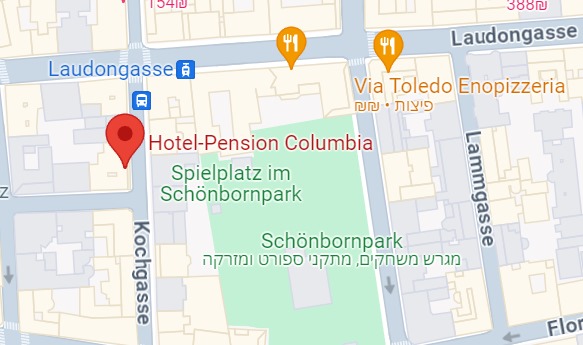 154₪
388₪
Laudongasse
Laudongasse
Via Toledo Enopizzeria
פיצות • ₪₪
Hotel-Pension Columbia
Spielplatz im
Schönbornpark
Lammgasse
Kochgasse
Schönbornpark
מגרש משחקים, מתקני ספורט ומזרקה
Flor
z